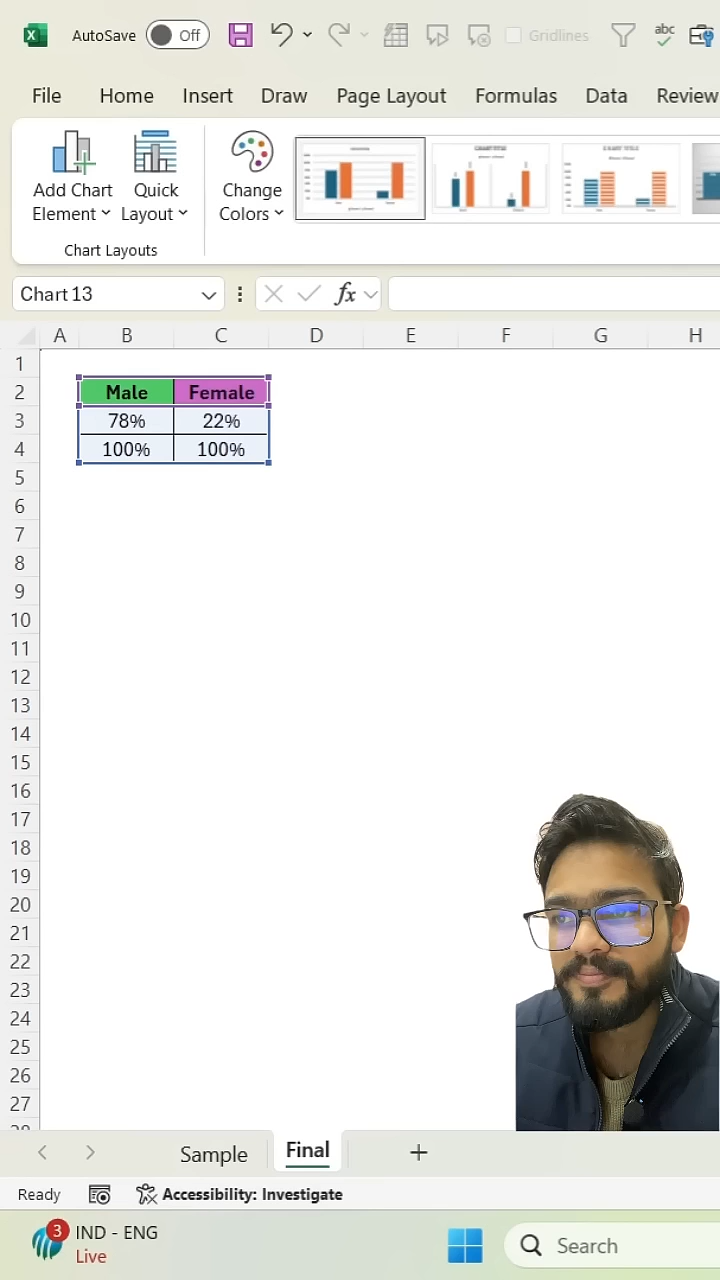 AutoSave Off Gridlines abc
File Home Insert Draw Page Layout Formulas Data Review
Add Chart Element Quick Layout Change Colors
Chart Layouts
Chart 13 fx
A B C D E F G H
1
2 Male Female
3 78% 22%
4 100% 100%
5
6
7
8
9
10
11
12
13
14
15
16
17
18
19
20
21
22
23
24
25
26
27
Sample Final +
Ready Accessibility: Investigate
3 IND - ENG
Live
Search